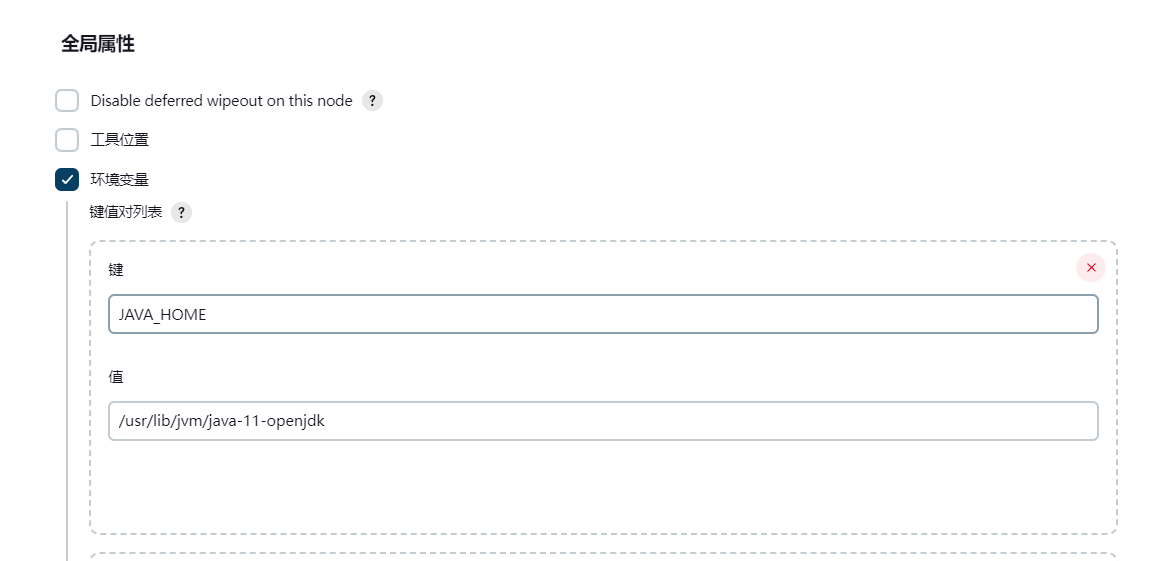 全局属性
Disable deferred wipeout on this node ?
工具位置
环境变量
键值对列表 ?
键
JAVA_HOME
值
/usr/lib/jvm/java-11-openjdk